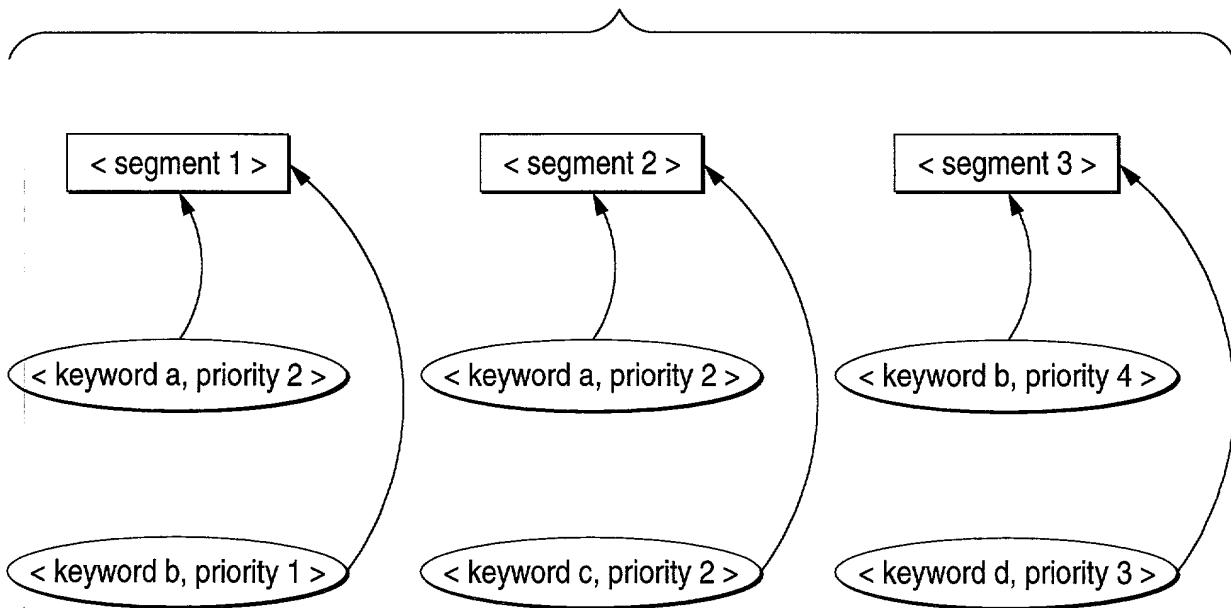 < segment 1 >
< segment 2 >
< segment 3 >
< keyword a, priority 2 >
< keyword a, priority 2 >
< keyword b, priority 4 >
< keyword b, priority 1 >
< keyword c, priority 2 >
< keyword d, priority 3 >